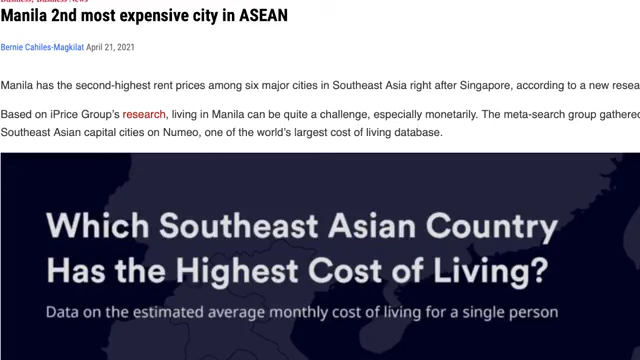 Business, Business News
Manila 2nd most expensive city in ASEAN
Bernie Cahiles-Magkilat April 21, 2021
Manila has the second-highest rent prices among six major cities in Southeast Asia right after Singapore, according to a new
Based on iPrice Group's research, living in Manila can be quite a challenge, especially monetarily. The meta-search group gathered
Southeast Asian capital cities on Numeo, one of the world's largest cost of living database.
Which Southeast Asian Country
Has the Highest Cost of Living?
Data on the estimated average monthly cost of living for a single person